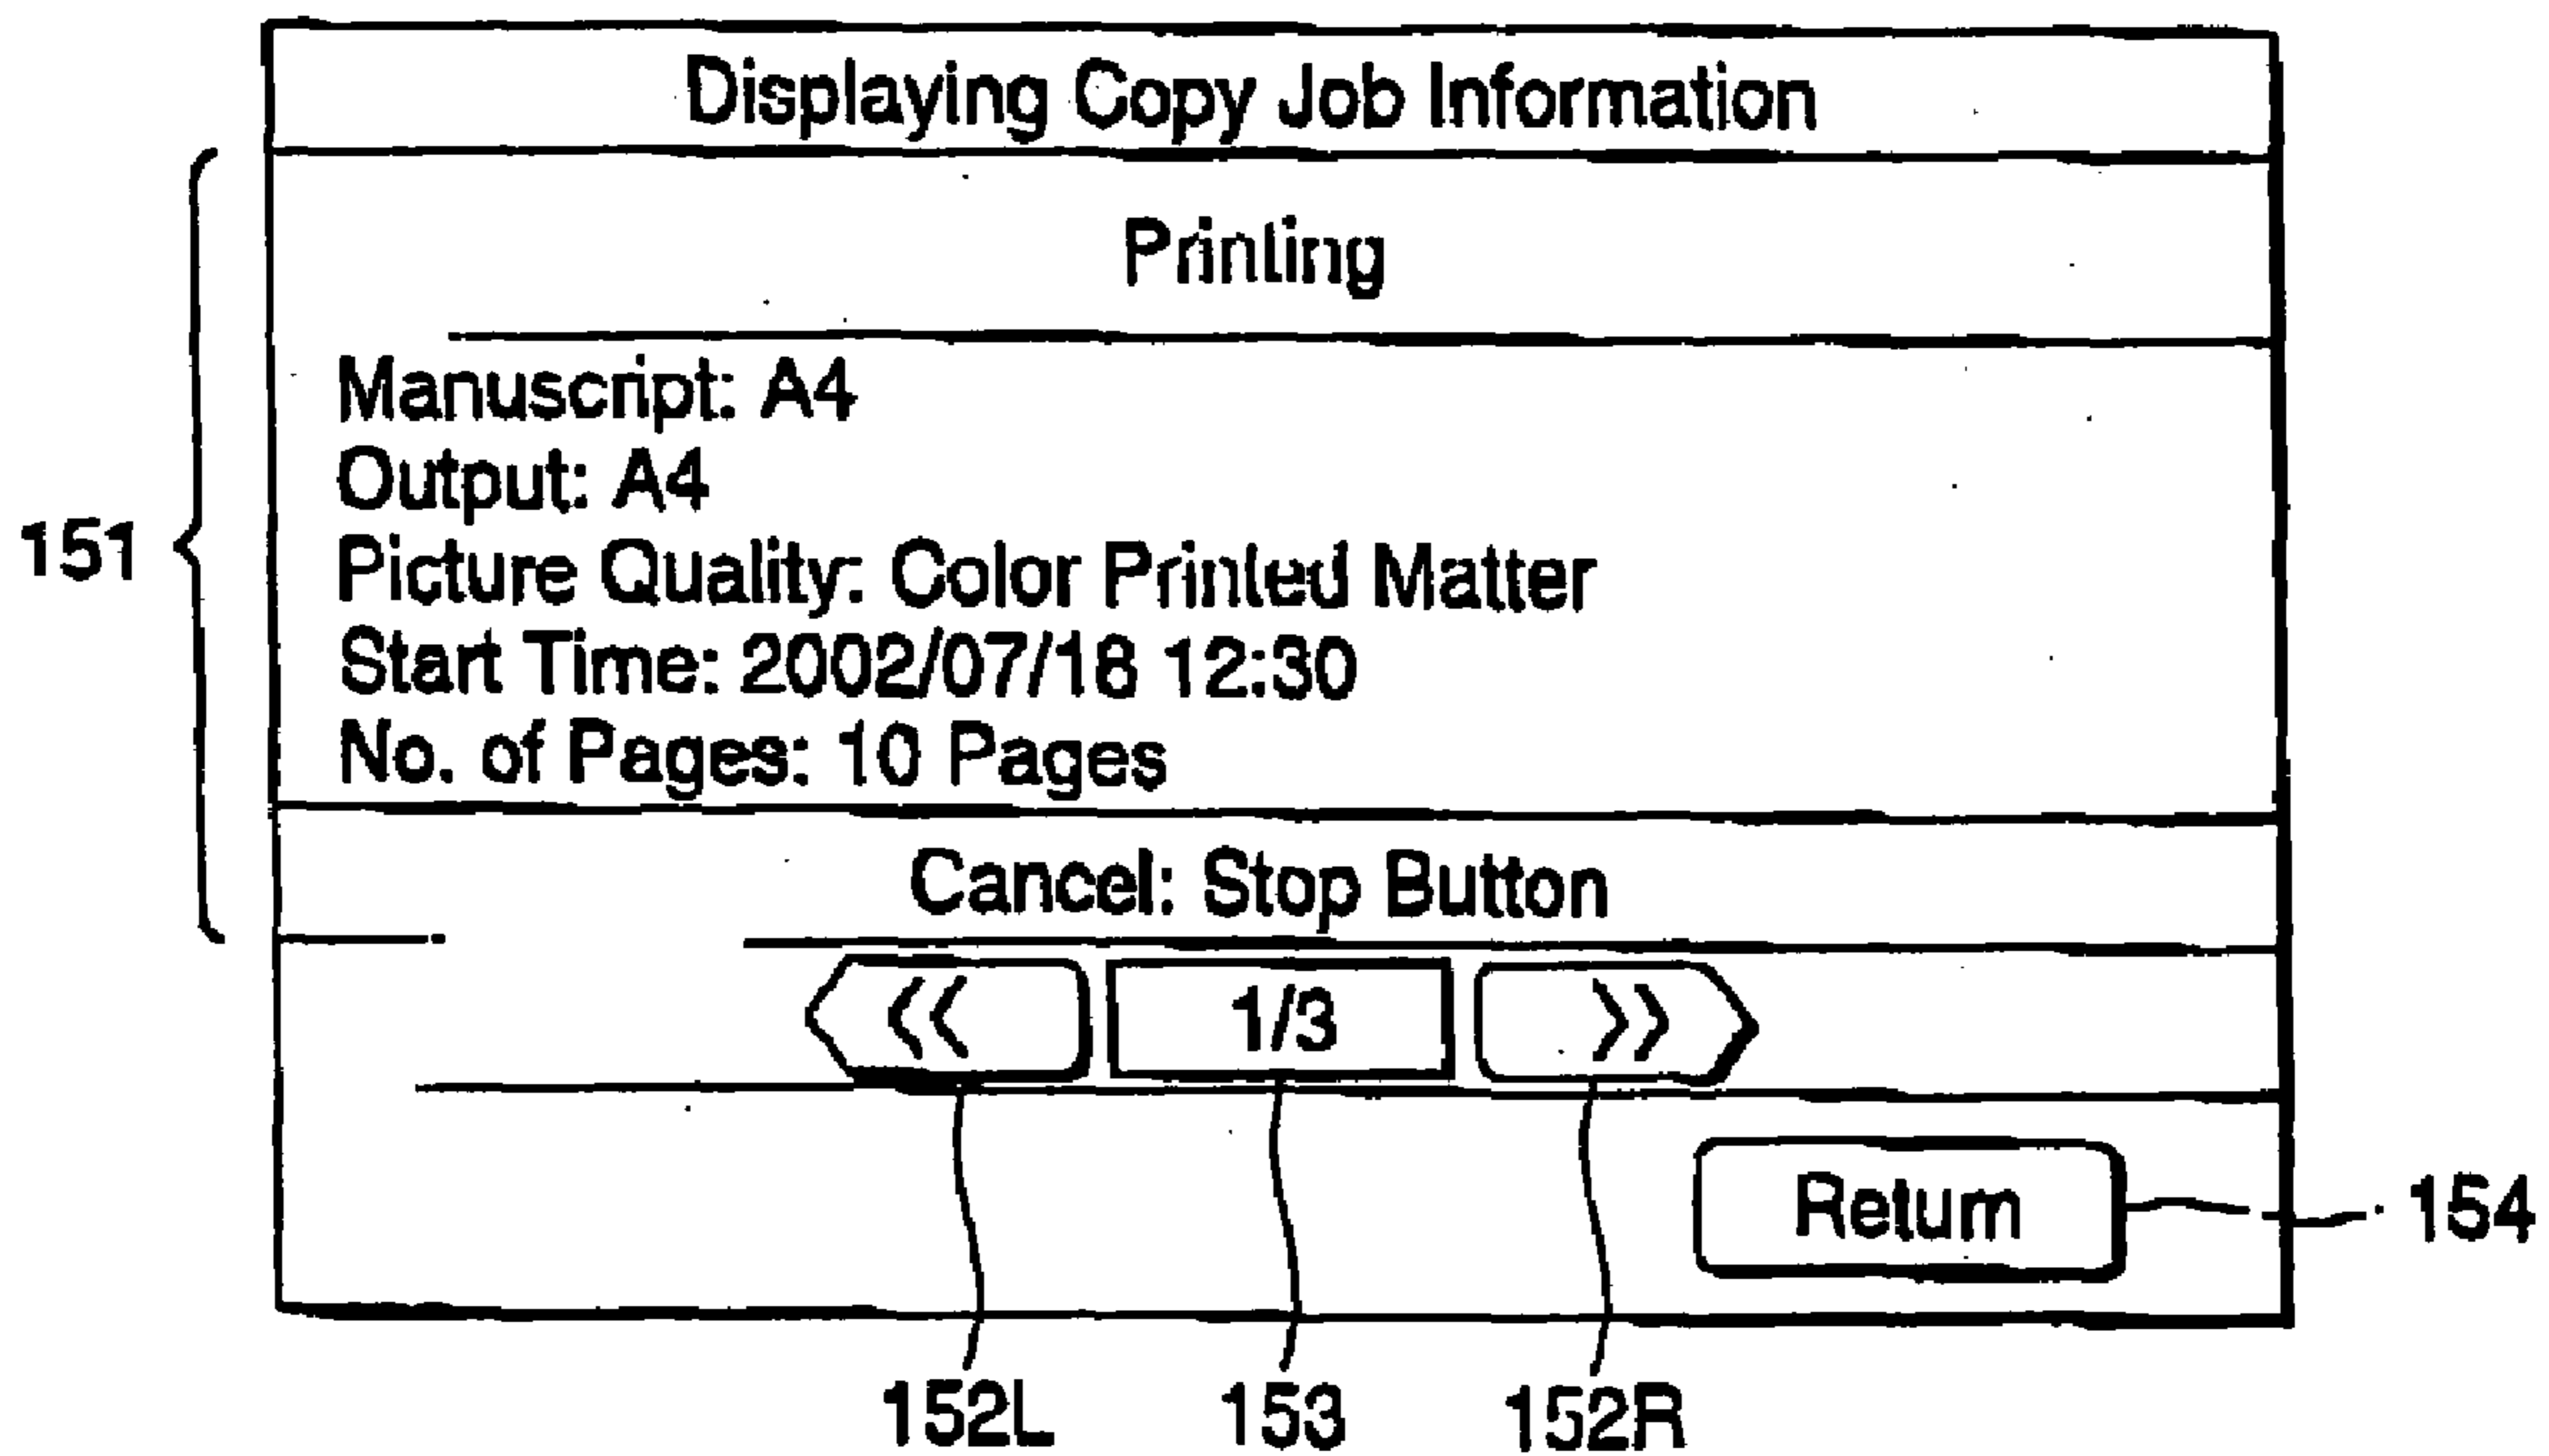 Displaying Copy Job Information
Printing
Manuscript: A4
Output: A4
151
Picture Quality: Color Printed Matter
Start Time: 2002/07/18 12:30
No. of Pages: 10 Pages
Cancel: Stop Button
« 1/3 »
Return 154
152L 153 152R